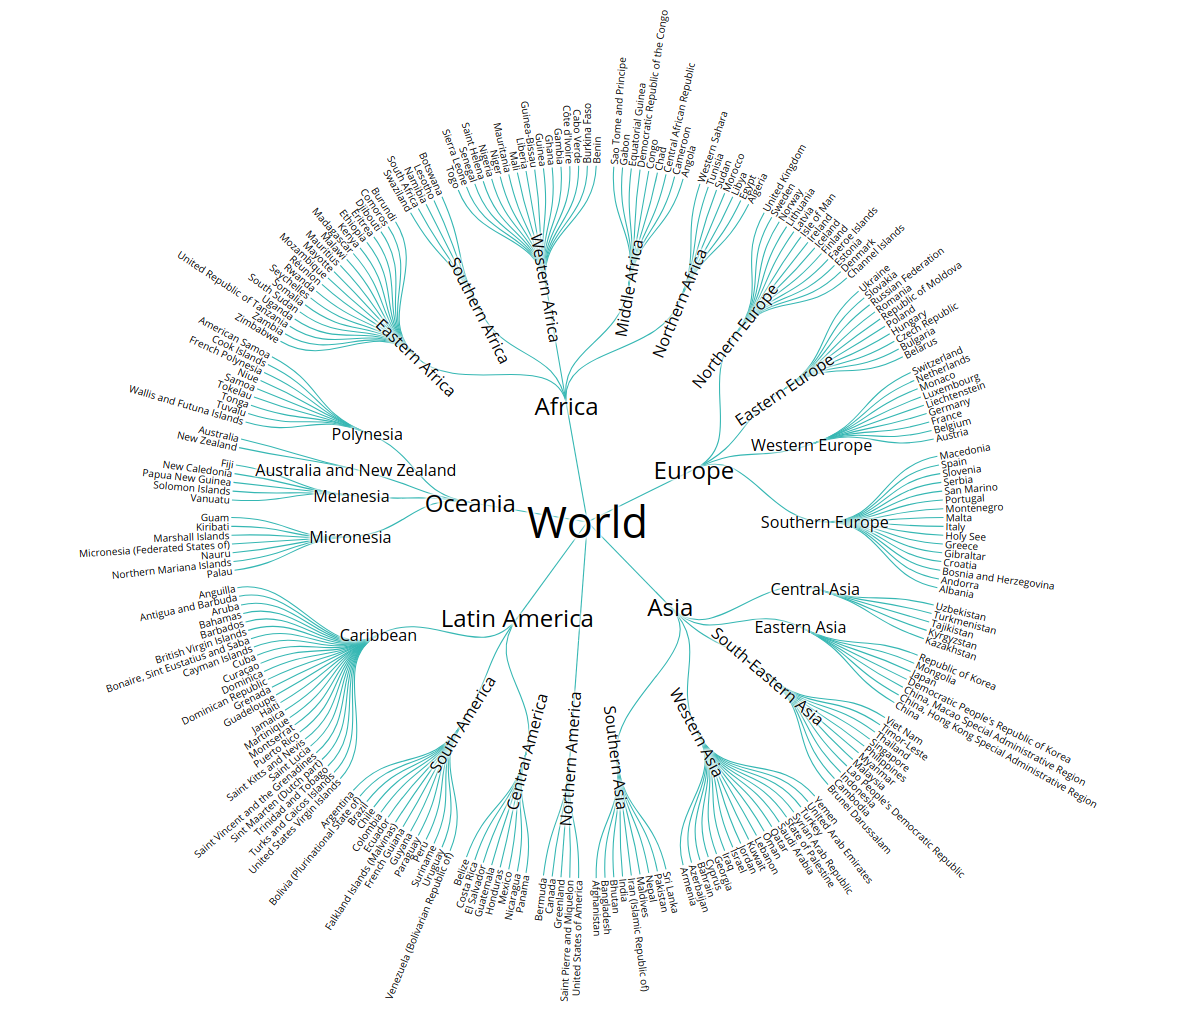 World
Africa
Eastern Africa
Burundi
Comoros
Djibouti
Eritrea
Ethiopia
Kenya
Madagascar
Malawi
Mauritius
Mayotte
Mozambique
Réunion
Rwanda
Seychelles
Somalia
South Sudan
Uganda
United Republic of Tanzania
Zambia
Zimbabwe
Southern Africa
Botswana
Lesotho
Namibia
South Africa
Swaziland
Western Africa
Benin
Burkina Faso
Cabo Verde
Côte d'Ivoire
Gambia
Ghana
Guinea
Guinea-Bissau
Liberia
Mali
Mauritania
Niger
Nigeria
Saint Helena
Senegal
Sierra Leone
Togo
Middle Africa
Sao Tome and Principe
Gabon
Equatorial Guinea
Democratic Republic of the Congo
Congo
Chad
Central African Republic
Cameroon
Angola
Northern Africa
Western Sahara
Tunisia
Sudan
Morocco
Libya
Egypt
Algeria
Europe
Northern Europe
United Kingdom
Sweden
Norway
Lithuania
Latvia
Isle of Man
Ireland
Iceland
Finland
Faeroe Islands
Estonia
Denmark
Channel Islands
Eastern Europe
Ukraine
Slovakia
Russian Federation
Romania
Republic of Moldova
Poland
Hungary
Czech Republic
Bulgaria
Belarus
Western Europe
Switzerland
Netherlands
Monaco
Luxembourg
Liechtenstein
Germany
France
Belgium
Austria
Southern Europe
Macedonia
Spain
Slovenia
Serbia
San Marino
Portugal
Montenegro
Malta
Italy
Holy See
Greece
Gibraltar
Croatia
Bosnia and Herzegovina
Andorra
Albania
Asia
Central Asia
Uzbekistan
Turkmenistan
Tajikistan
Kyrgyzstan
Kazakhstan
Eastern Asia
Republic of Korea
Mongolia
Japan
Democratic People's Republic of Korea
China, Macao Special Administrative Region
China, Hong Kong Special Administrative Region
China
South-Eastern Asia
Viet Nam
Timor-Leste
Thailand
Singapore
Philippines
Myanmar
Malaysia
Lao People's Democratic Republic
Indonesia
Cambodia
Brunei Darussalam
Western Asia
Yemen
United Arab Emirates
Turkey
Syrian Arab Republic
State of Palestine
Saudi Arabia
Qatar
Oman
Lebanon
Kuwait
Jordan
Israel
Iraq
Georgia
Cyprus
Bahrain
Azerbaijan
Armenia
Southern Asia
Sri Lanka
Pakistan
Nepal
Maldives
Iran (Islamic Republic of)
India
Bhutan
Bangladesh
Afghanistan
Northern America
United States of America
Saint Pierre and Miquelon
Greenland
Canada
Bermuda
Latin America
Central America
Panama
Nicaragua
Mexico
Honduras
Guatemala
El Salvador
Costa Rica
Belize
South America
Argentina
Bolivia (Plurinational State of)
Brazil
Chile
Colombia
Ecuador
Falkland Islands (Malvinas)
French Guiana
Guyana
Paraguay
Peru
Suriname
Uruguay
Venezuela (Bolivarian Republic of)
Caribbean
Anguilla
Antigua and Barbuda
Aruba
Bahamas
Barbados
British Virgin Islands
Bonaire, Sint Eustatius and Saba
Cayman Islands
Cuba
Curaçao
Dominica
Dominican Republic
Grenada
Guadeloupe
Haiti
Jamaica
Martinique
Montserrat
Puerto Rico
Saint Kitts and Nevis
Saint Lucia
Saint Vincent and the Grenadines
Sint Maarten (Dutch part)
Trinidad and Tobago
Turks and Caicos Islands
United States Virgin Islands
Oceania
Polynesia
American Samoa
Cook Islands
French Polynesia
Niue
Samoa
Tokelau
Tonga
Tuvalu
Wallis and Futuna Islands
Australia and New Zealand
Australia
New Zealand
Melanesia
Fiji
New Caledonia
Papua New Guinea
Solomon Islands
Vanuatu
Micronesia
Guam
Kiribati
Marshall Islands
Micronesia (Federated States of)
Nauru
Northern Mariana Islands
Palau